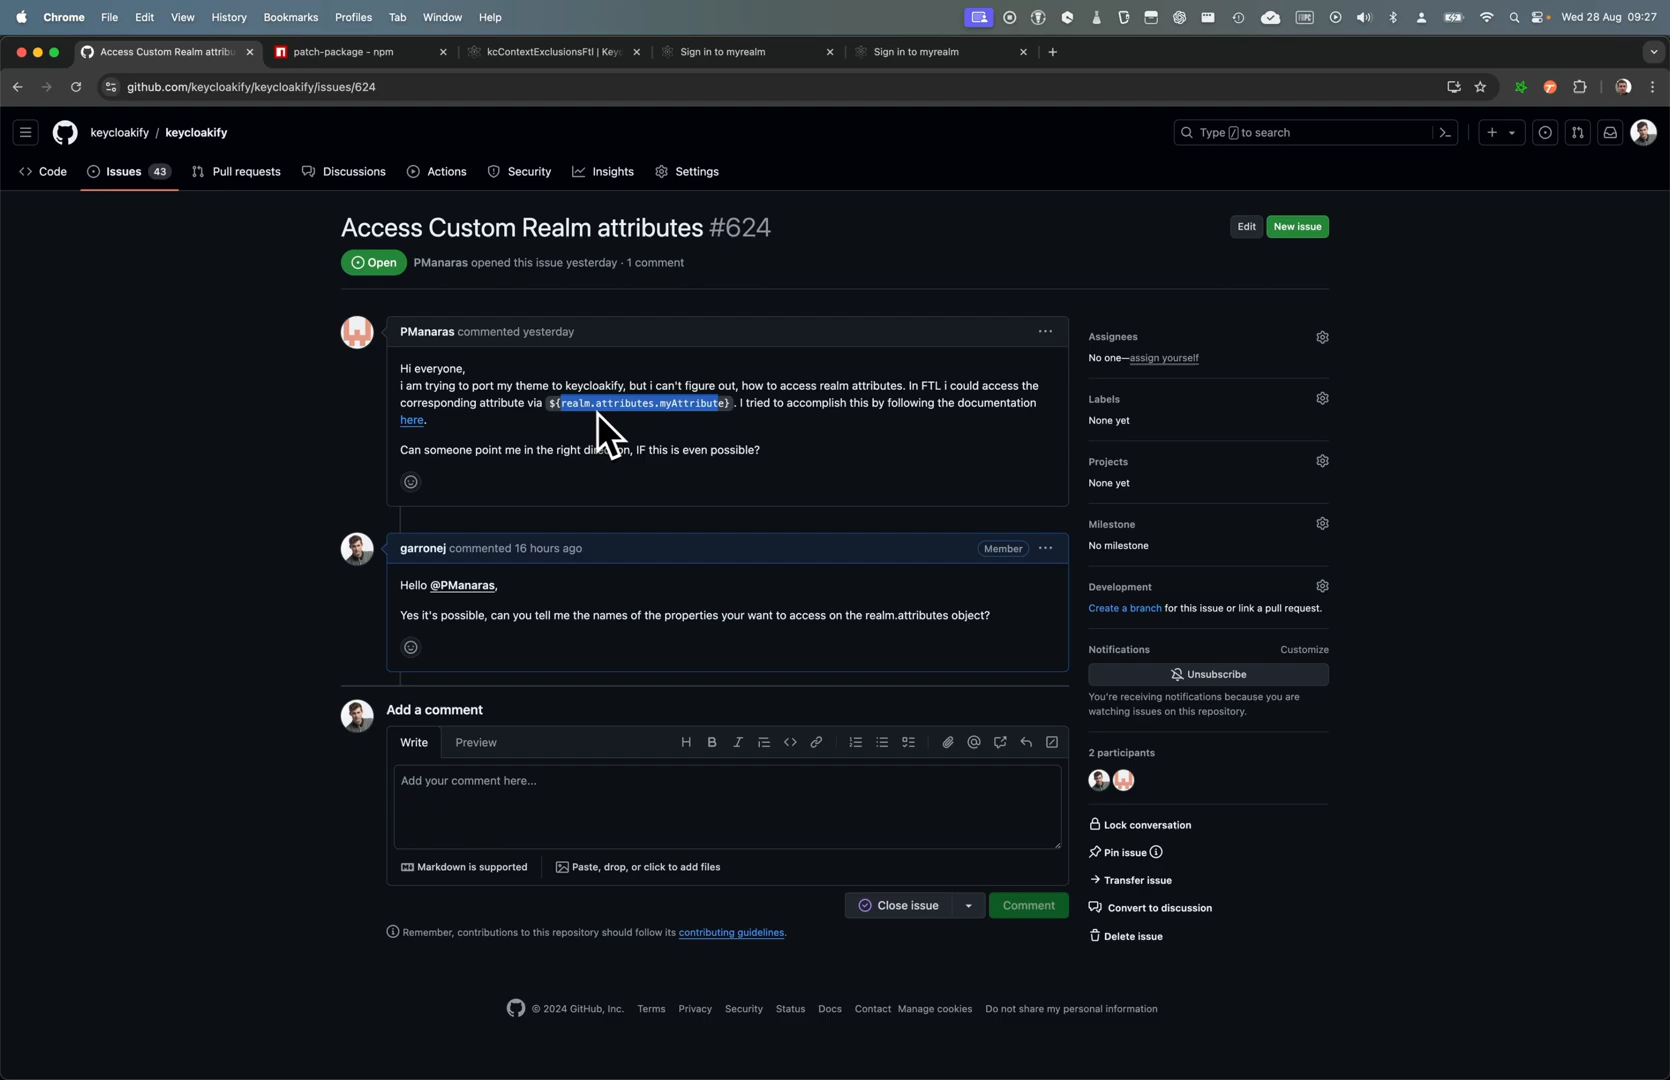 Chrome File Edit View History Bookmarks Profiles Tab Window Help Wed 28 Aug 09:27
Access Custom Realm attribu patch-package - npm kcContextExclusionsFtl | Keyc Sign in to myrealm Sign in to myrealm
github.com/keycloakify/keycloakify/issues/624
keycloakify / keycloakify Type / to search
Code Issues 43 Pull requests Discussions Actions Security Insights Settings
Access Custom Realm attributes #624 Edit New issue
Open PManaras opened this issue yesterday · 1 comment
PManaras commented yesterday
Hi everyone,
i am trying to port my theme to keycloakify, but i can't figure out, how to access realm attributes. In FTL i could access the
corresponding attribute via ${realm.attributes.myAttribute} . I tried to accomplish this by following the documentation
here.
Can someone point me in the right on, IF this is even possible?
garronej commented 16 hours ago Member
Hello @PManaras,
Yes it's possible, can you tell me the names of the properties your want to access on the realm.attributes object?
Add a comment
Write Preview
Add your comment here...
Markdown is supported Paste, drop, or click to add files
Close issue Comment
Remember, contributions to this repository should follow its contributing guidelines.
Assignees
No one—assign yourself
Labels
None yet
Projects
None yet
Milestone
No milestone
Development
Create a branch for this issue or link a pull request.
Notifications Customize
Unsubscribe
You're receiving notifications because you are
watching issues on this repository.
2 participants
Lock conversation
Pin issue
Transfer issue
Convert to discussion
Delete issue
© 2024 GitHub, Inc. Terms Privacy Security Status Docs Contact Manage cookies Do not share my personal information